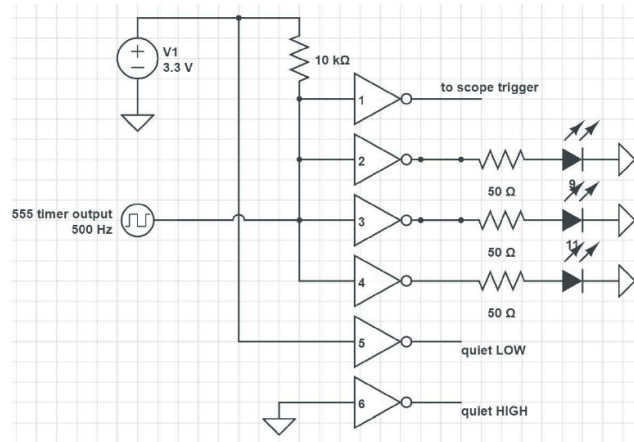 V1
3.3 V
10 kΩ
1
to scope trigger
2
50 Ω
9
555 timer output
500 Hz
3
50 Ω
11
4
50 Ω
5
quiet LOW
6
quiet HIGH